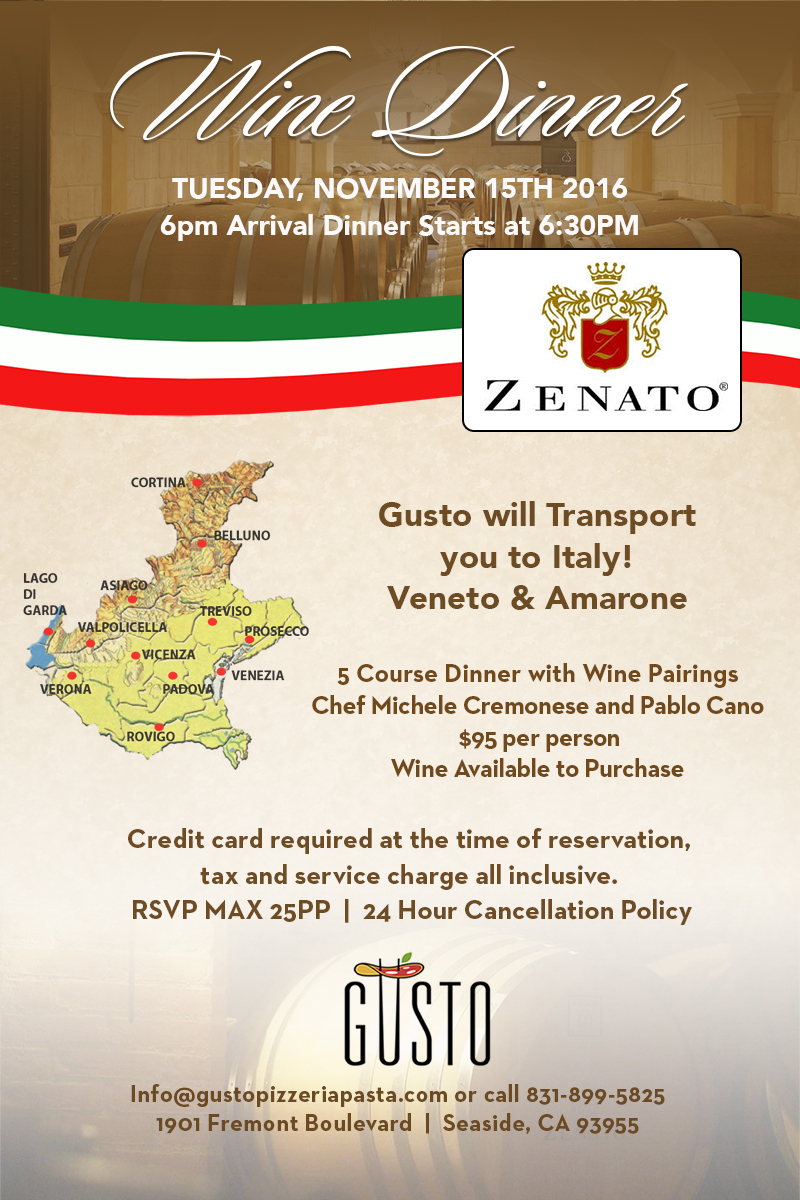 Wine Dinner
TUESDAY, NOVEMBER 15TH 2016
6pm Arrival Dinner Starts at 6:30PM
Z
ZENATO®
CORTINA
BELLUNO
LAGO
DI
GARDA
ASIAGO
TREVISO
VALPOLICELLA
PROSECCO
VICENZA
VENEZIA
VERONA
PADOVA
ROVIGO
Gusto will Transport
you to Italy!
Veneto & Amarone
5 Course Dinner with Wine Pairings
Chef Michele Cremonese and Pablo Cano
$95 per person
Wine Available to Purchase
Credit card required at the time of reservation,
tax and service charge all inclusive.
RSVP MAX 25PP | 24 Hour Cancellation Policy
GUSTO
Info@gustopizzeriapasta.com or call 831-899-5825
1901 Fremont Boulevard | Seaside, CA 93955